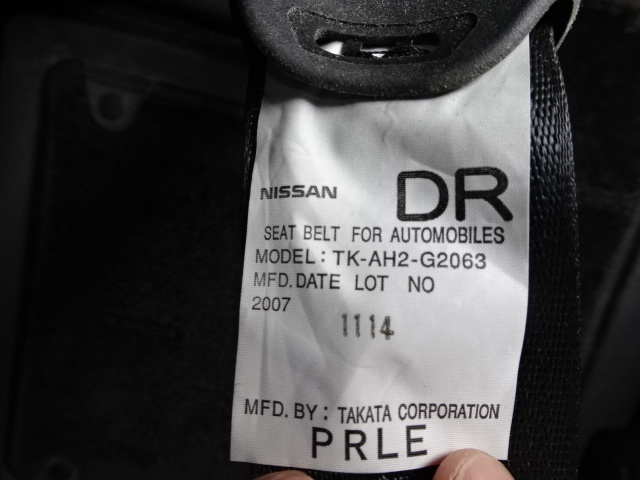 NISSAN DR
SEAT BELT FOR AUTOMOBILES
MODEL: TK-AH2-G2063
MFD.DATE LOT NO
2007
1114
MFD. BY: TAKATA CORPORATION
PRLE